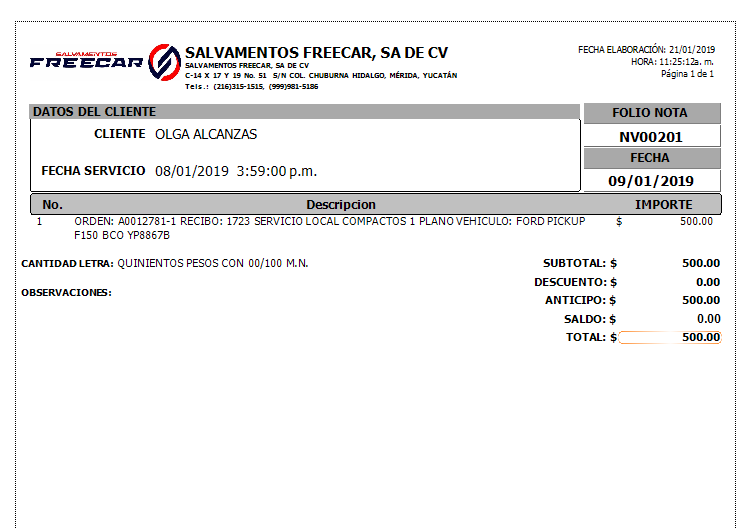 SALVAMENTOS
FREECAR
SALVAMENTOS FREECAR, SA DE CV
SALVAMENTOS FREECAR, SA DE CV
C-14 X 17 Y 19 No. 51 S/N COL. CHUBURNA HIDALGO, MÉRIDA, YUCATÁN
Tels.: (216)315-1515, (999)981-5186
FECHA ELABORACIÓN: 21/01/2019
HORA: 11:25:12a. m.
Página 1 de 1
DATOS DEL CLIENTE
CLIENTE OLGA ALCANZAS
FECHA SERVICIO 08/01/2019 3:59:00 p.m.
FOLIO NOTA
NV00201
FECHA
09/01/2019
No. Descripcion IMPORTE
1 ORDEN: A0012781-1 RECIBO: 1723 SERVICIO LOCAL COMPACTOS 1 PLANO VEHICULO: FORD PICKUP $ 500.00
F150 BCO YP8867B
CANTIDAD LETRA: QUINIENTOS PESOS CON 00/100 M.N.
OBSERVACIONES:
SUBTOTAL: $ 500.00
DESCUENTO: $ 0.00
ANTICIPO: $ 500.00
SALDO: $ 0.00
TOTAL: $ 500.00